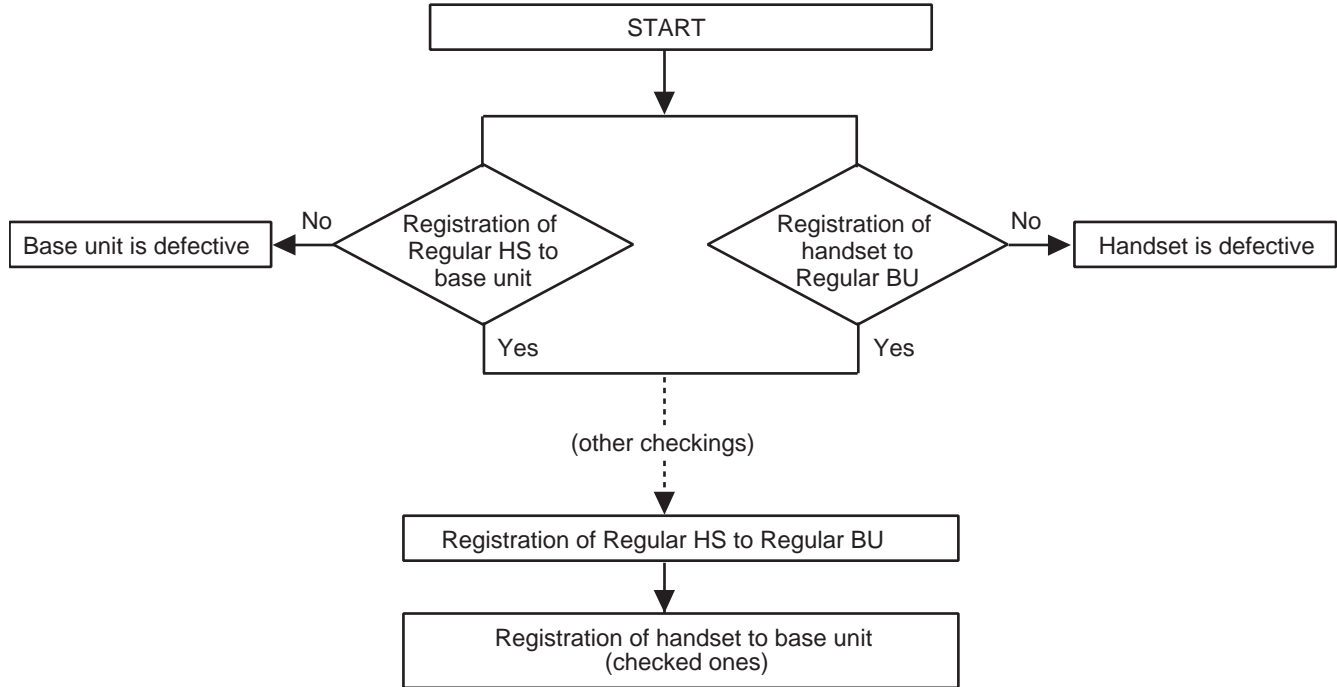 START
No
Registration of
Regular HS to
base unit
Registration of
handset to
Regular BU
No
Base unit is defective
Handset is defective
Yes
Yes
(other checkings)
Registration of Regular HS to Regular BU
Registration of handset to base unit
(checked ones)